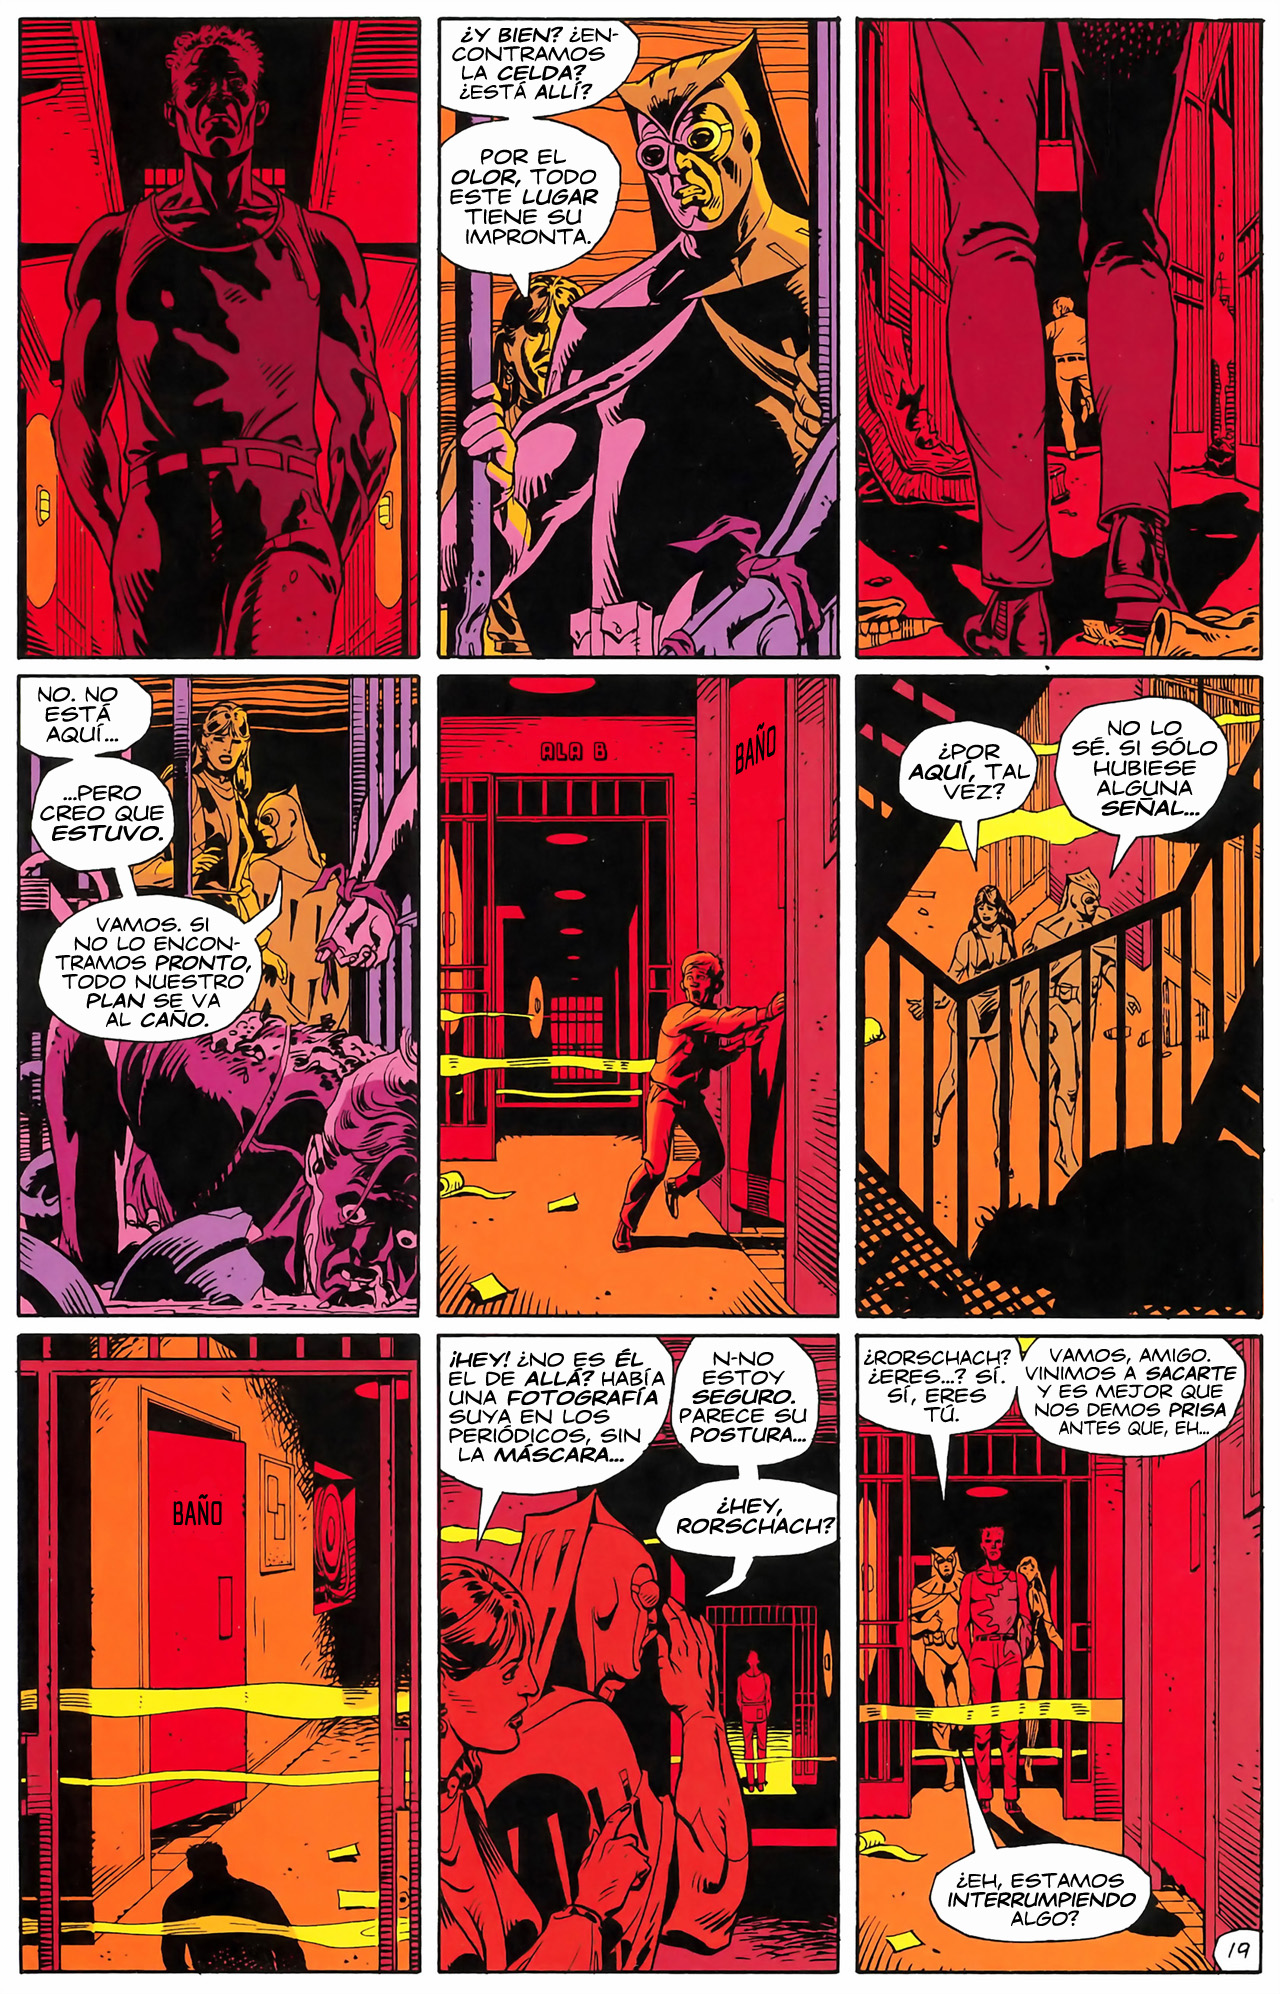 ¿Y BIEN? ¿EN-
CONTRAMOS
LA CELDA?
¿ESTÁ ALLÍ?
POR EL
OLOR, TODO
ESTE LUGAR
TIENE SU
IMPRONTA.
NO. NO
ESTÁ
AQUÍ...
...PERO
CREO QUE
ESTUVO.
VAMOS. SI
NO LO ENCON-
TRAMOS PRONTO,
TODO NUESTRO
PLAN SE VA
AL CAÑO.
ALA B
BAÑO
¿POR
AQUÍ, TAL
VEZ?
NO LO
SÉ. SI SÓLO
HUBIESE
ALGUNA
SEÑAL...
BAÑO
¡HEY! ¿NO ES ÉL
EL DE ALLÁ? HABÍA
UNA FOTOGRAFÍA
SUYA EN LOS
PERIÓDICOS, SIN
LA MÁSCARA...
N-NO
ESTOY
SEGURO.
PARECE SU
POSTURA...
¿HEY,
RORSCHACH?
¿RORSCHACH?
¿ERES...? SÍ.
SÍ, ERES
TÚ.
VAMOS, AMIGO.
VINIMOS A SACARTE
Y ES MEJOR QUE
NOS DEMOS PRISA
ANTES QUE, EH...
¿EH, ESTAMOS
INTERRUMPIENDO
ALGO?
19